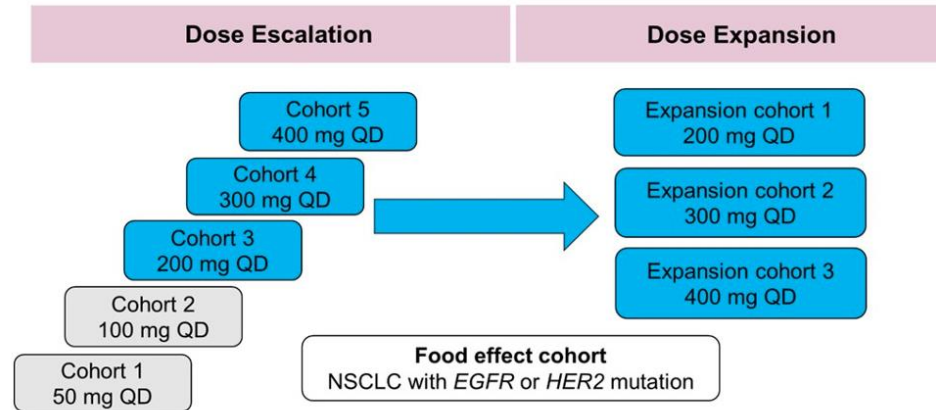 Dose Escalation
Dose Expansion
Cohort 5
400 mg QD
Cohort 4
300 mg QD
Cohort 3
200 mg QD
Cohort 2
100 mg QD
Cohort 1
50 mg QD
Expansion cohort 1
200 mg QD
Expansion cohort 2
300 mg QD
Expansion cohort 3
400 mg QD
Food effect cohort
NSCLC with EGFR or HER2 mutation